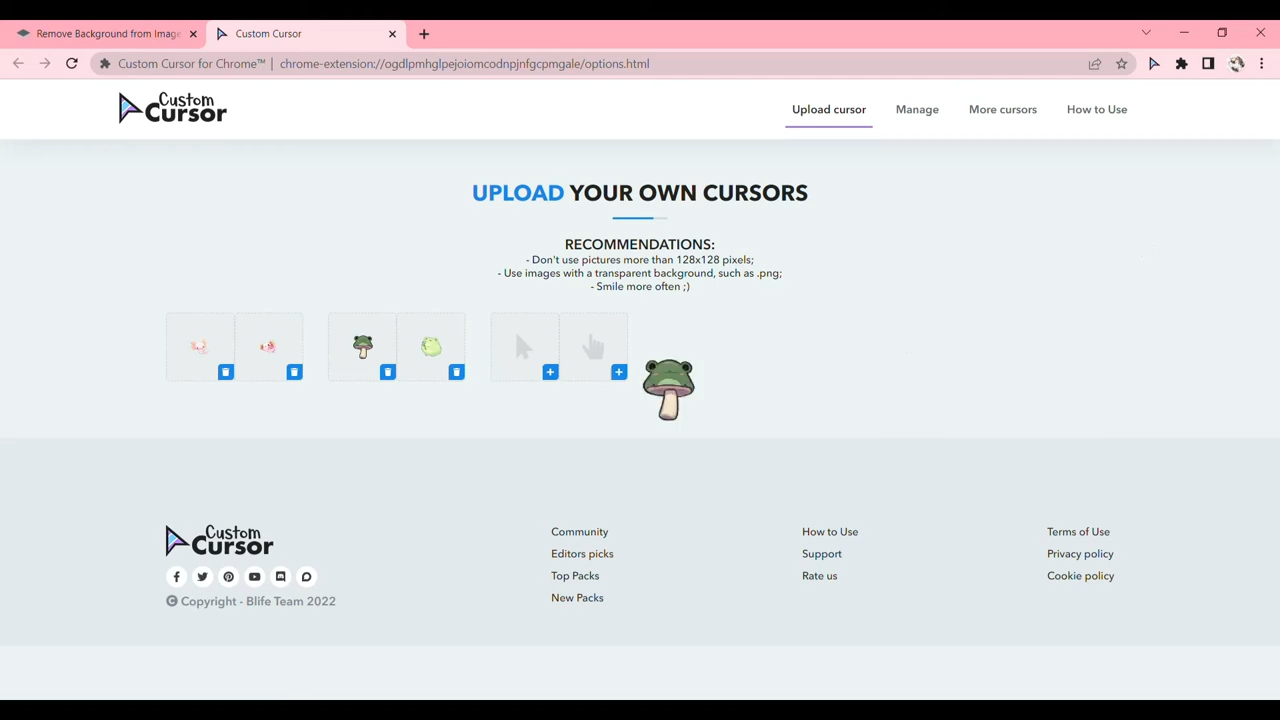 Remove Background from Image
Custom Cursor
Custom Cursor for Chrome™ | chrome-extension://ogdlpmhglpejoiomcodnpjnfgcpmgale/options.html
Custom
Cursor
Upload cursor
Manage
More cursors
How to Use
UPLOAD YOUR OWN CURSORS
RECOMMENDATIONS:
- Don't use pictures more than 128x128 pixels;
- Use images with a transparent background, such as .png;
- Smile more often ;)
Custom
Cursor
© Copyright - Blife Team 2022
Community
Editors picks
Top Packs
New Packs
How to Use
Support
Rate us
Terms of Use
Privacy policy
Cookie policy